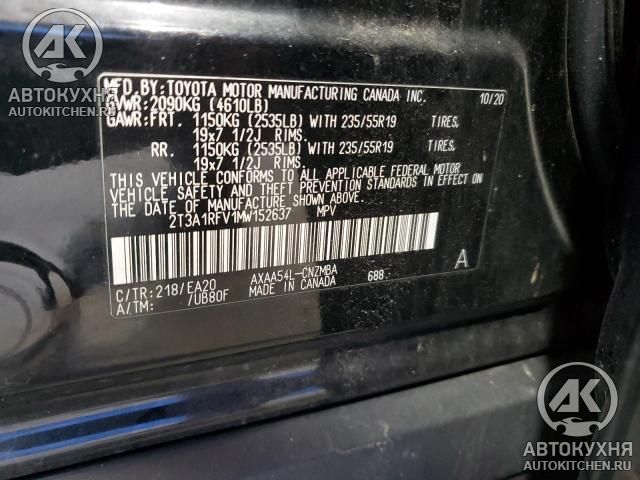 АК
АВТОКУХНЯ
AUTOKITCHEN.RU
MFD.BY:TOYOTA MOTOR MANUFACTURING CANADA INC. 10/20
GVWR:2090KG (4610LB)
GAWR:FRT. 1150KG (2535LB) WITH 235/55R19 TIRES,
19x7 1/2J RIMS.
RR. 1150KG (2535LB) WITH 235/55R19 TIRES,
19x7 1/2J RIMS.
THIS VEHICLE CONFORMS TO ALL APPLICABLE FEDERAL MOTOR
VEHICLE SAFETY AND THEFT PREVENTION STANDARDS IN EFFECT
ON THE DATE OF MANUFACTURE SHOWN ABOVE.
2T3A1RFV1MW152637 MPV
C/TR:218/EA20 AXAA54L-CNZMBA 688- A
A/TM: /UB80F MADE IN CANADA
АК
АВТОКУХНЯ
AUTOKITCHEN.RU